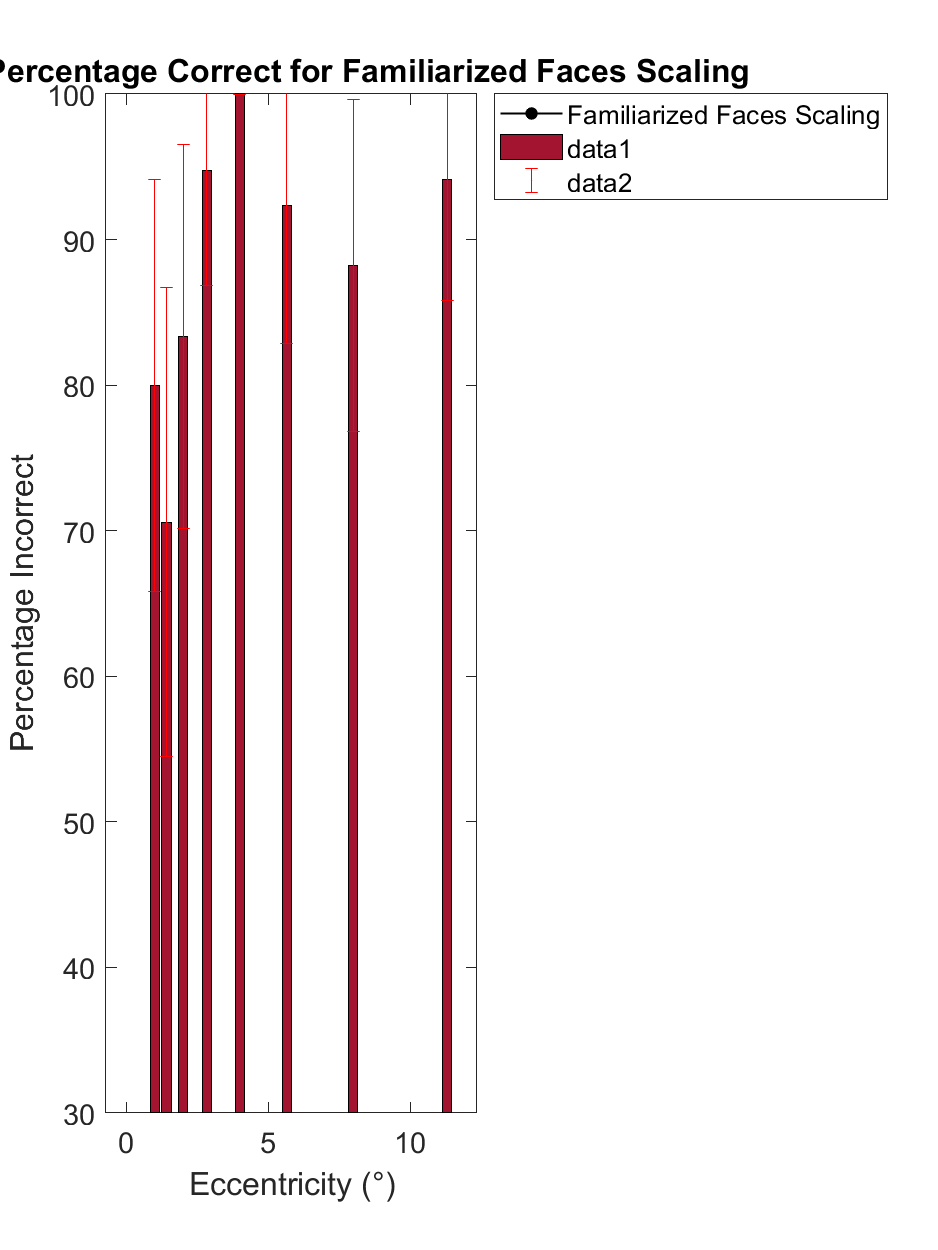 Percentage Correct for Familiarized Faces Scaling
Familiarized Faces Scaling
data1
data2
Percentage Incorrect
100
90
80
70
60
50
40
30
0 5 10
Eccentricity (°)